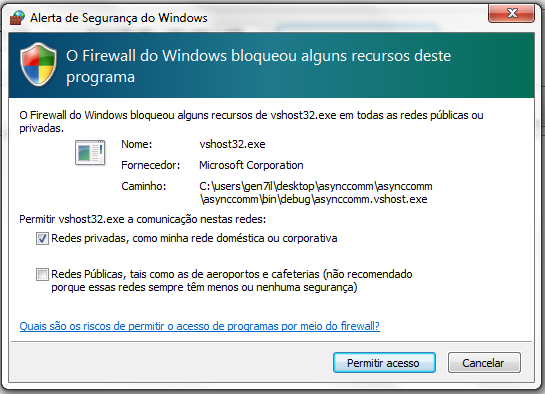 Alerta de Segurança do Windows
O Firewall do Windows bloqueou alguns recursos deste
programa
O Firewall do Windows bloqueou alguns recursos de vshost32.exe em todas as redes públicas ou
privadas.
Nome: vshost32.exe
Fornecedor: Microsoft Corporation
Caminho: C:\users\gen7il\desktop\asynccomm\asynccomm
\asynccomm\bin\debug\asynccomm.vshost.exe
Permitir vshost32.exe a comunicação nestas redes:
Redes privadas, como minha rede doméstica ou corporativa
Redes Públicas, tais como as de aeroportos e cafeterias (não recomendado
porque essas redes sempre têm menos ou nenhuma segurança)
Quais são os riscos de permitir o acesso de programas por meio do firewall?
Permitir acesso Cancelar